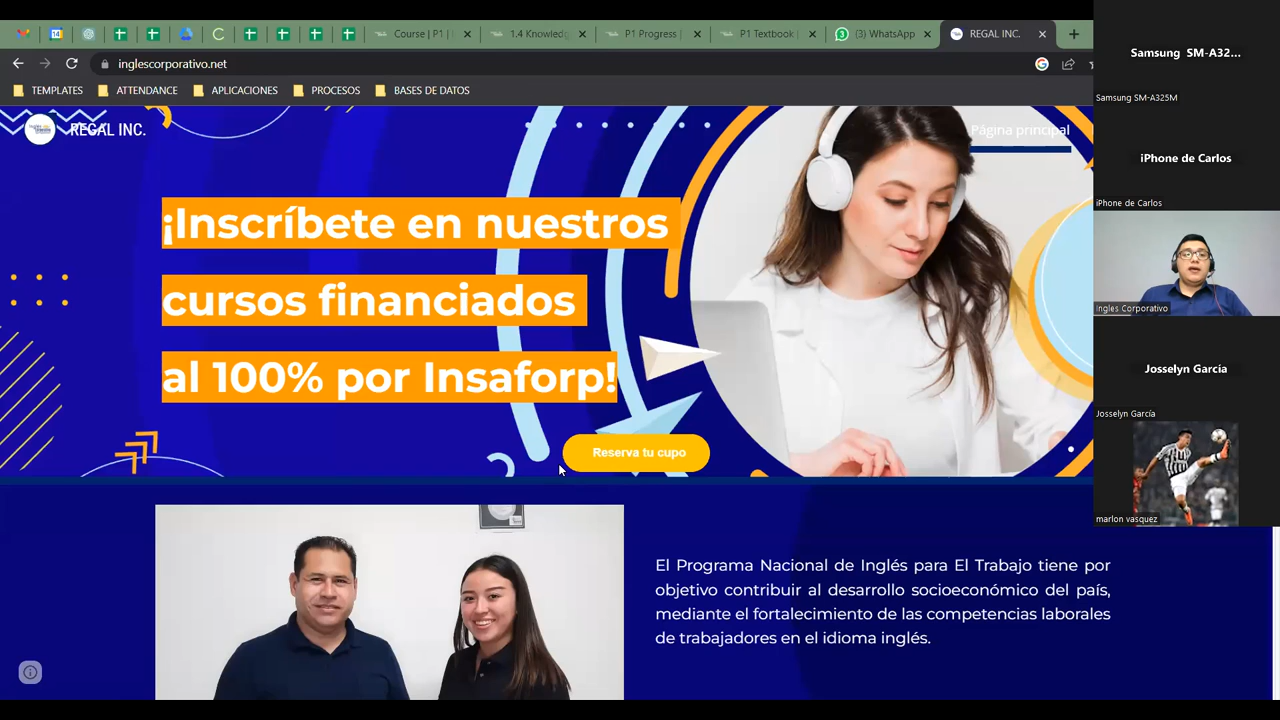 Course | P1 |
1.4 Knowledg
P1 Progress |
P1 Textbook |
(3) WhatsApp
REGAL INC.
inglescorporativo.net
TEMPLATES
ATTENDANCE
APLICACIONES
PROCESOS
BASES DE DATOS
REGAL INC.
Página principal
¡Inscríbete en nuestros
cursos financiados
al 100% por Insaforp!
Reserva tu cupo
El Programa Nacional de Inglés para El Trabajo tiene por
objetivo contribuir al desarrollo socioeconómico del país,
mediante el fortalecimiento de las competencias laborales
de trabajadores en el idioma inglés.
Samsung SM-A32...
Samsung SM-A325M
iPhone de Carlos
iPhone de Carlos
Ingles Corporativo
Josselyn García
Josselyn García
marlon vasquez